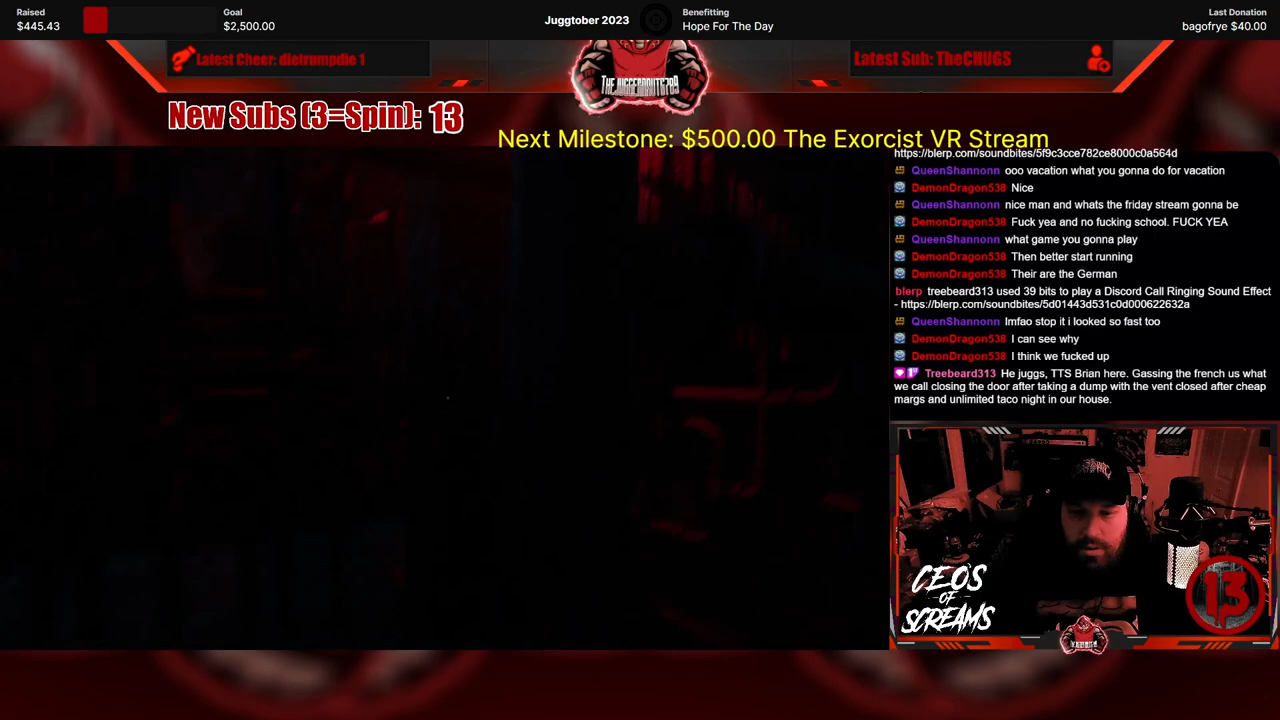 Raised
$445.43
Goal
$2,500.00
Juggtober 2023
Benefitting
Hope For The Day
Last Donation
bagofrye $40.00
Latest Cheer: dietrumpdie 1
THEJUGGERNAUT6789
Latest Sub: TheCHUGS
New Subs (3=Spin): 13
Next Milestone: $500.00 The Exorcist VR Stream
https://blerp.com/soundbites/5f9c3cce782ce8000c0a564d
QueenShannonn ooo vacation what you gonna do for vacation
DemonDragon538 Nice
QueenShannonn nice man and whats the friday stream gonna be
DemonDragon538 Fuck yea and no fucking school. FUCK YEA
QueenShannonn what game you gonna play
DemonDragon538 Then better start running
DemonDragon538 Their are the German
blerp treebeard313 used 39 bits to play a Discord Call Ringing Sound Effect
- https://blerp.com/soundbites/5d01443d531c0d000622632a
QueenShannonn lmfao stop it i looked so fast too
DemonDragon538 I can see why
DemonDragon538 I think we fucked up
Treebeard313 He juggs, TTS Brian here. Gassing the french us what
we call closing the door after taking a dump with the vent closed after cheap
margs and unlimited taco night in our house.
CEOS
-OF-
SCREAMS
13